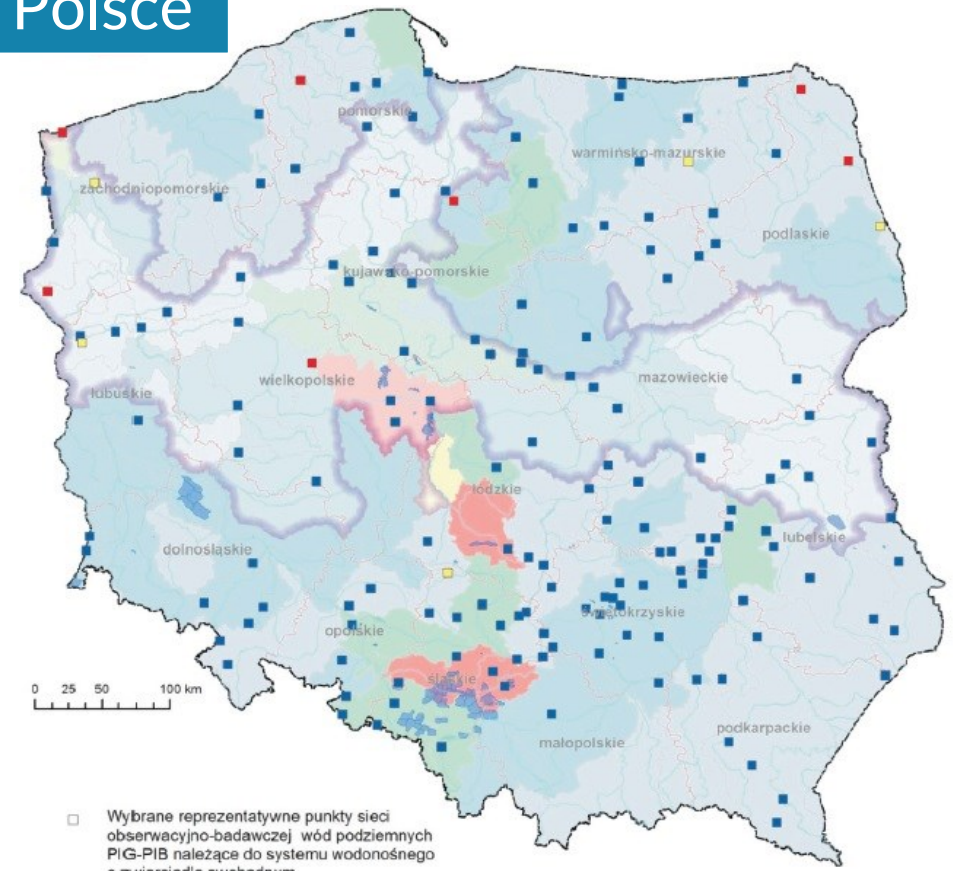 Polsce
pomorskie
warmińsko-mazurskie
zachodniopomorskie
podlaskie
kujawsko-pomorskie
wielkopolskie
mazowieckie
lubuskie
łódzkie
lubelskie
dolnośląskie
świętokrzyskie
opolskie
śląskie
0 25 50 100 km
podkarpackie
małopolskie
Wybrane reprezentatywne punkty sieci
obserwacyjno-badawczej wód podziemnych
PIG-PIB należące do systemu wodonośnego